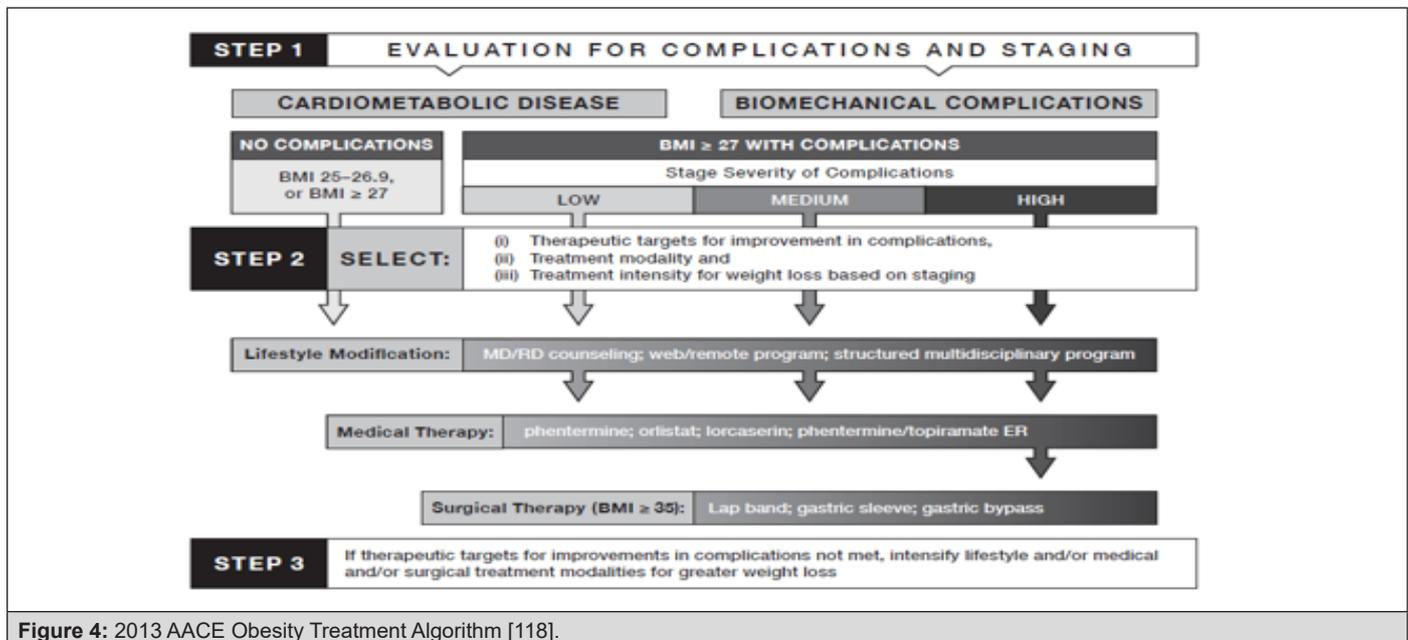 STEP 1
EVALUATION FOR COMPLICATIONS AND STAGING
CARDIOMETABOLIC DISEASE
BIOMECHANICAL COMPLICATIONS
NO COMPLICATIONS
BMI 25–26.9,
or BMI ≥ 27
BMI ≥ 27 WITH COMPLICATIONS
Stage Severity of Complications
LOW
MEDIUM
HIGH
STEP 2
SELECT:
(i) Therapeutic targets for improvement in complications,
(ii) Treatment modality and
(iii) Treatment intensity for weight loss based on staging
Lifestyle Modification:
MD/RD counseling; web/remote program; structured multidisciplinary program
Medical Therapy:
phentermine; orlistat; lorcaserin; phentermine/topiramate ER
Surgical Therapy (BMI ≥ 35):
Lap band; gastric sleeve; gastric bypass
STEP 3
If therapeutic targets for improvements in complications not met, intensify lifestyle and/or medical
and/or surgical treatment modalities for greater weight loss
Figure 4: 2013 AACE Obesity Treatment Algorithm [118].